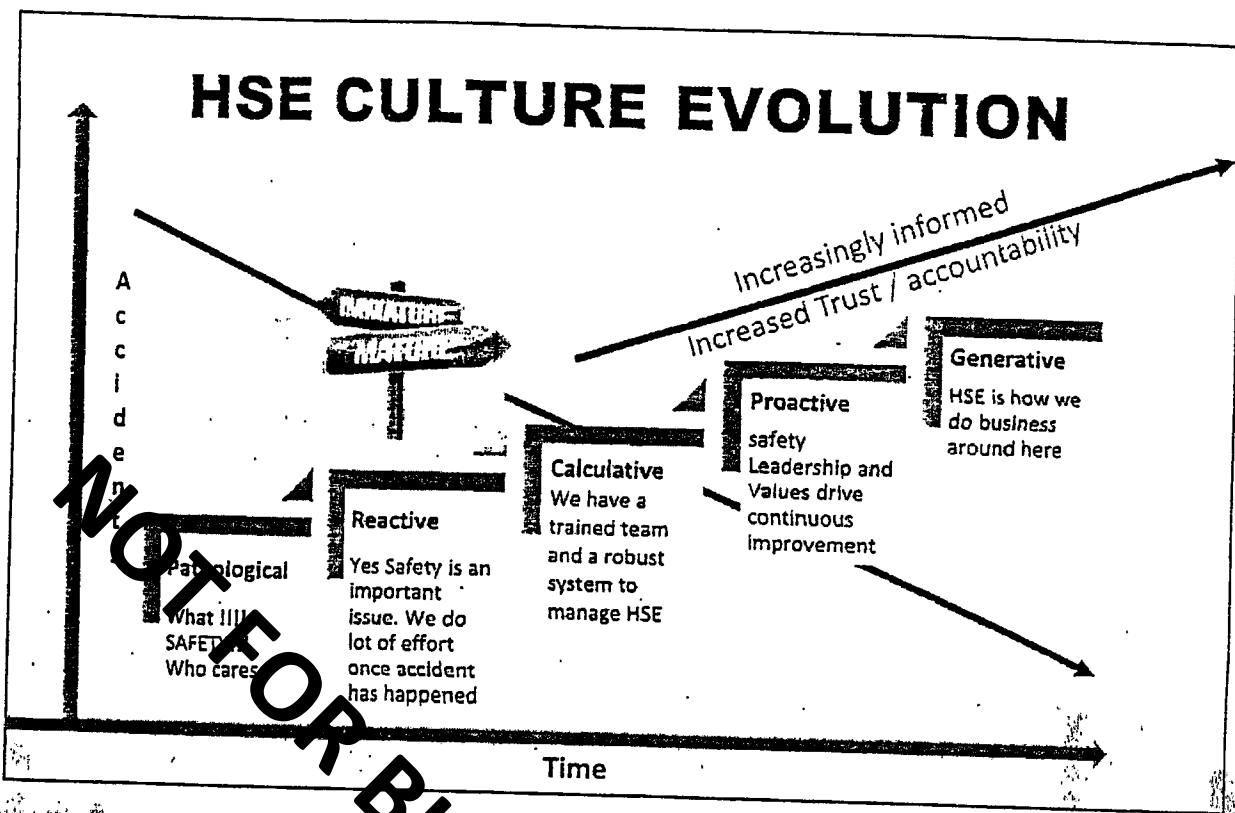 HSE CULTURE EVOLUTION
Increasingly informed
Increased Trust / accountability
IMMATURE
MATURE
Generative
HSE is how we
do business
around here
Proactive
safety
Leadership and
Values drive
continuous
improvement
Calculative
We have a
trained team
and a robust
system to
manage HSE
Reactive
Yes Safety is an
important
issue. We do
lot of effort
once accident
has happened
Pathological
What !!!!
SAFETY
Who cares
Time
NOT FOR